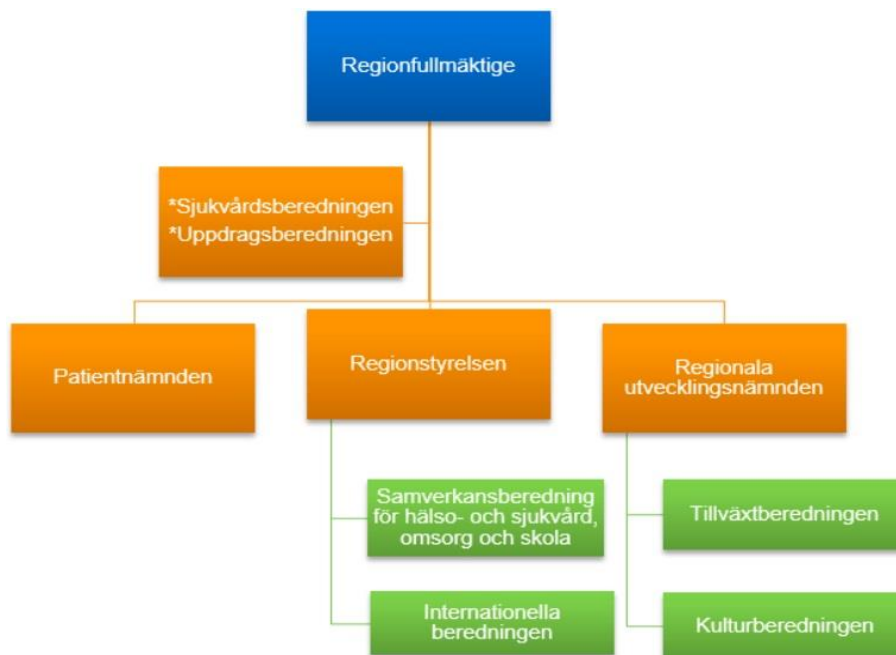 Regionfullmäktige
*Sjukvårdsberedningen
*Uppdragsberedningen
Patientnämnden
Regionstyrelsen
Regionala
utvecklingsnämnden
Samverkansberedning
för hälso- och sjukvård,
omsorg och skola
Tillväxtberedningen
Internationella
beredningen
Kulturberedningen